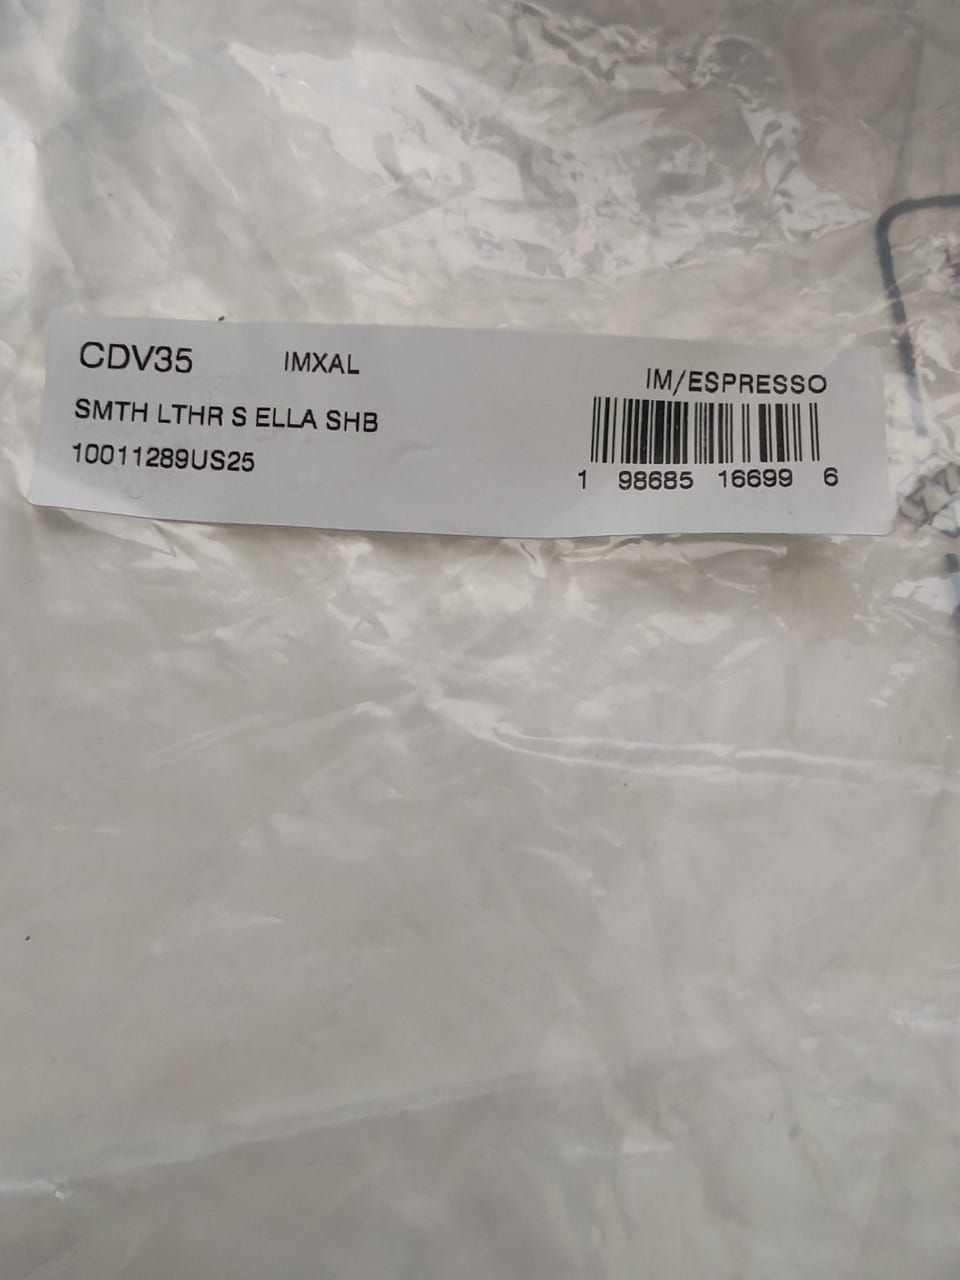 CDV35 IMXAL
IM/ESPRESSO
SMTH LTHR S ELLA SHB
10011289US25
1 98685 16699 6